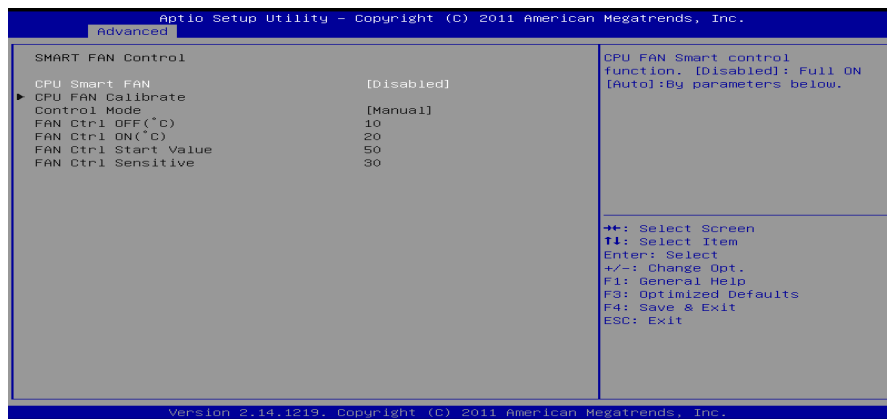 Aptio Setup Utility – Copyright (C) 2011 American Megatrends, Inc.
Advanced
SMART FAN Control
CPU Smart FAN [Disabled]
► CPU FAN Calibrate
Control Mode [Manual]
FAN Ctrl OFF(°C) 10
FAN Ctrl ON(°C) 20
FAN Ctrl Start Value 50
FAN Ctrl Sensitive 30
CPU FAN Smart control
function. [Disabled]: Full ON
[Auto]:By parameters below.
→←: Select Screen
↑↓: Select Item
Enter: Select
+/-: Change Opt.
F1: General Help
F3: Optimized Defaults
F4: Save & Exit
ESC: Exit
Version 2.14.1219. Copyright (C) 2011 American Megatrends, Inc.